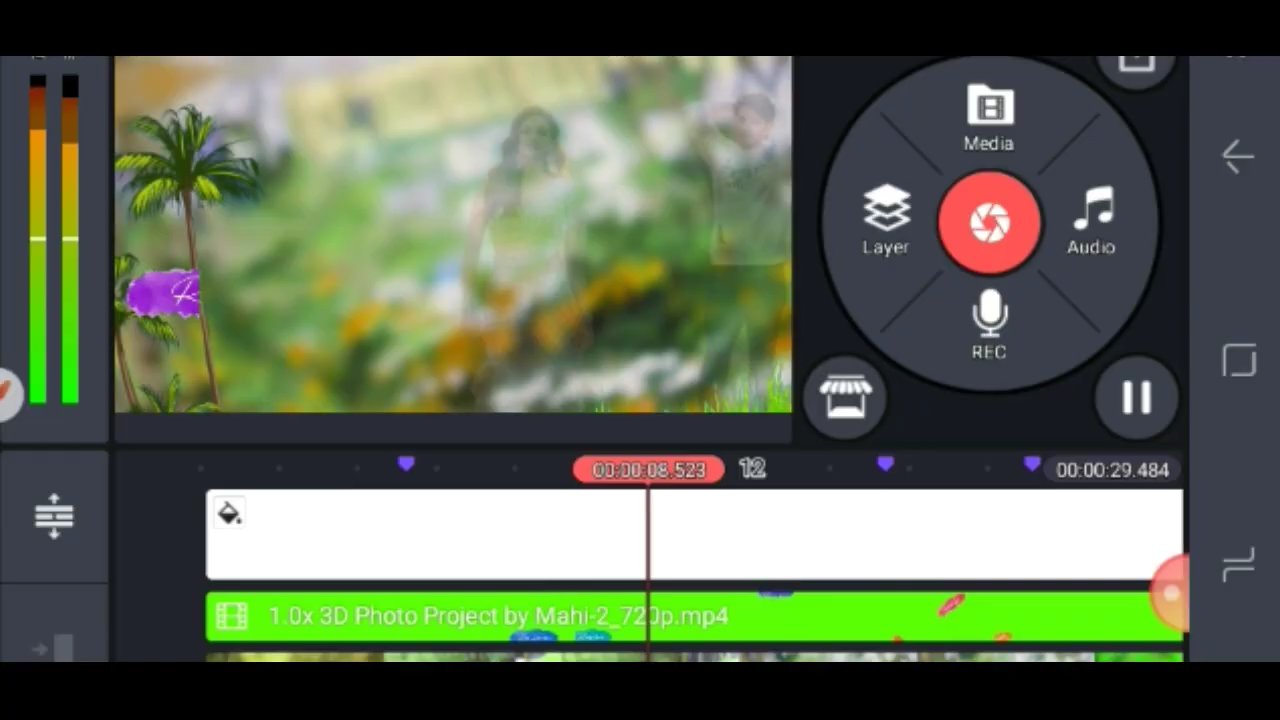 Media
Layer
Audio
REC
00:00:08.523
12
00:00:29.484
1.0x 3D Photo Project by Mahi-2_720p.mp4